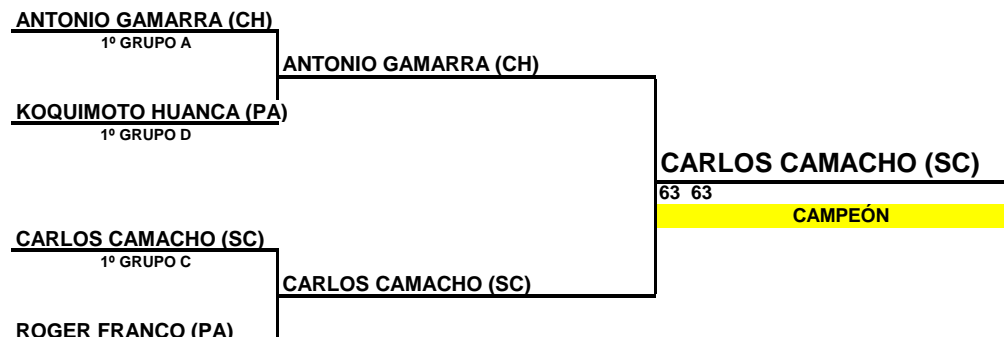 ANTONIO GAMARRA (CH)
1º GRUPO A
ANTONIO GAMARRA (CH)
KOQUIMOTO HUANCA (PA)
1º GRUPO D
CARLOS CAMACHO (SC)
63 63
CAMPEÓN
CARLOS CAMACHO (SC)
1º GRUPO C
CARLOS CAMACHO (SC)
ROGER FRANCO (PA)